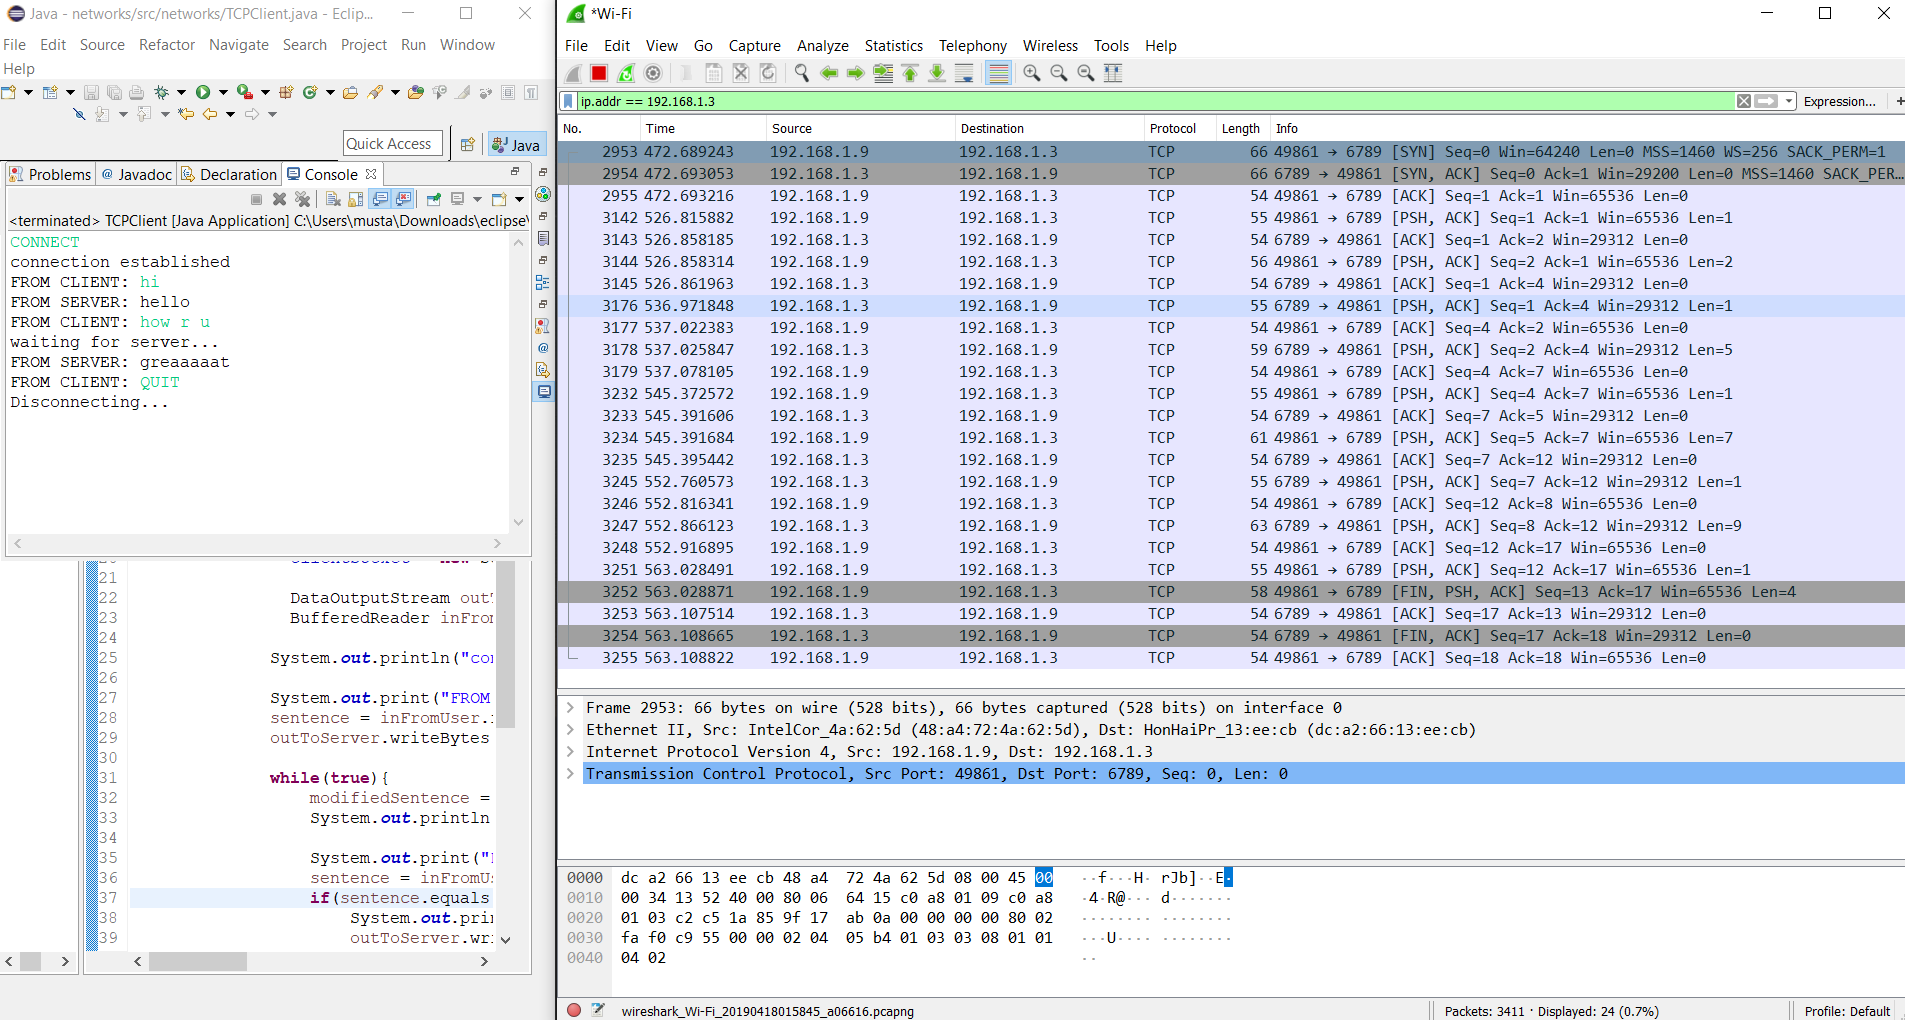 Java - networks/src/networks/TCPClient.java - Eclip...
File Edit Source Refactor Navigate Search Project Run Window
Help
Quick Access
Java
Problems @ Javadoc Declaration Console
<terminated> TCPClient [Java Application] C:\Users\musta\Downloads\eclipse\
CONNECT
connection established
FROM CLIENT: hi
FROM SERVER: hello
FROM CLIENT: how r u
waiting for server...
FROM SERVER: greaaaaat
FROM CLIENT: QUIT
Disconnecting...
21
22 DataOutputStream out
23 BufferedReader inFro
24
25 System.out.println("co
26
27 System.out.print("FROM
28 sentence = inFromUser.
29 outToServer.writeBytes
30
31 while(true){
32 modifiedSentence =
33 System.out.println
34
35 System.out.print("
36 sentence = inFromU
37 if(sentence.equals
38 System.out.pri
39 outToServer.w
*Wi-Fi
File Edit View Go Capture Analyze Statistics Telephony Wireless Tools Help
ip.addr == 192.168.1.3 Expression... +
No. Time Source Destination Protocol Length Info
2953 472.689243 192.168.1.9 192.168.1.3 TCP 66 49861 → 6789 [SYN] Seq=0 Win=64240 Len=0 MSS=1460 WS=256 SACK_PERM=1
2954 472.693053 192.168.1.3 192.168.1.9 TCP 66 6789 → 49861 [SYN, ACK] Seq=0 Ack=1 Win=29200 Len=0 MSS=1460 SACK_PER...
2955 472.693216 192.168.1.9 192.168.1.3 TCP 54 49861 → 6789 [ACK] Seq=1 Ack=1 Win=65536 Len=0
3142 526.815882 192.168.1.9 192.168.1.3 TCP 55 49861 → 6789 [PSH, ACK] Seq=1 Ack=1 Win=65536 Len=1
3143 526.858185 192.168.1.3 192.168.1.9 TCP 54 6789 → 49861 [ACK] Seq=1 Ack=2 Win=29312 Len=0
3144 526.858314 192.168.1.9 192.168.1.3 TCP 56 49861 → 6789 [PSH, ACK] Seq=2 Ack=1 Win=65536 Len=2
3145 526.861963 192.168.1.3 192.168.1.9 TCP 54 6789 → 49861 [ACK] Seq=1 Ack=4 Win=29312 Len=0
3176 536.971848 192.168.1.3 192.168.1.9 TCP 55 6789 → 49861 [PSH, ACK] Seq=1 Ack=4 Win=29312 Len=1
3177 537.022383 192.168.1.9 192.168.1.3 TCP 54 49861 → 6789 [ACK] Seq=4 Ack=2 Win=65536 Len=0
3178 537.025847 192.168.1.3 192.168.1.9 TCP 59 6789 → 49861 [PSH, ACK] Seq=2 Ack=4 Win=29312 Len=5
3179 537.078105 192.168.1.9 192.168.1.3 TCP 54 49861 → 6789 [ACK] Seq=4 Ack=7 Win=65536 Len=0
3232 545.372572 192.168.1.9 192.168.1.3 TCP 55 49861 → 6789 [PSH, ACK] Seq=4 Ack=7 Win=65536 Len=1
3233 545.391606 192.168.1.3 192.168.1.9 TCP 54 6789 → 49861 [ACK] Seq=7 Ack=5 Win=29312 Len=0
3234 545.391684 192.168.1.9 192.168.1.3 TCP 61 49861 → 6789 [PSH, ACK] Seq=5 Ack=7 Win=65536 Len=7
3235 545.395442 192.168.1.3 192.168.1.9 TCP 54 6789 → 49861 [ACK] Seq=7 Ack=12 Win=29312 Len=0
3245 552.760573 192.168.1.3 192.168.1.9 TCP 55 6789 → 49861 [PSH, ACK] Seq=7 Ack=12 Win=29312 Len=1
3246 552.816341 192.168.1.9 192.168.1.3 TCP 54 49861 → 6789 [ACK] Seq=12 Ack=8 Win=65536 Len=0
3247 552.866123 192.168.1.3 192.168.1.9 TCP 63 6789 → 49861 [PSH, ACK] Seq=8 Ack=12 Win=29312 Len=9
3248 552.916895 192.168.1.9 192.168.1.3 TCP 54 49861 → 6789 [ACK] Seq=12 Ack=17 Win=65536 Len=0
3251 563.028491 192.168.1.9 192.168.1.3 TCP 55 49861 → 6789 [PSH, ACK] Seq=12 Ack=17 Win=65536 Len=1
3252 563.028871 192.168.1.9 192.168.1.3 TCP 58 49861 → 6789 [FIN, PSH, ACK] Seq=13 Ack=17 Win=65536 Len=4
3253 563.107514 192.168.1.3 192.168.1.9 TCP 54 6789 → 49861 [ACK] Seq=17 Ack=13 Win=29312 Len=0
3254 563.108665 192.168.1.3 192.168.1.9 TCP 54 6789 → 49861 [FIN, ACK] Seq=17 Ack=18 Win=29312 Len=0
3255 563.108822 192.168.1.9 192.168.1.3 TCP 54 49861 → 6789 [ACK] Seq=18 Ack=18 Win=65536 Len=0
Frame 2953: 66 bytes on wire (528 bits), 66 bytes captured (528 bits) on interface 0
Ethernet II, Src: IntelCor_4a:62:5d (48:a4:72:4a:62:5d), Dst: HonHaiPr_13:ee:cb (dc:a2:66:13:ee:cb)
Internet Protocol Version 4, Src: 192.168.1.9, Dst: 192.168.1.3
Transmission Control Protocol, Src Port: 49861, Dst Port: 6789, Seq: 0, Len: 0
0000 dc a2 66 13 ee cb 48 a4 72 4a 62 5d 08 00 45 00 ··f···H· rJb]··E·
0010 00 34 13 52 40 00 80 06 64 15 c0 a8 01 09 c0 a8 ·4·R@··· d·······
0020 01 03 c2 c5 1a 85 9f 17 ab 0a 00 00 00 00 80 02 ········ ········
0030 fa f0 c9 55 00 00 02 04 05 b4 01 03 03 08 01 01 ···U···· ········
0040 04 02 ··
wireshark_Wi-Fi_20190418015845_a06616.pcapng Packets: 3411 · Displayed: 24 (0.7%) Profile: Default